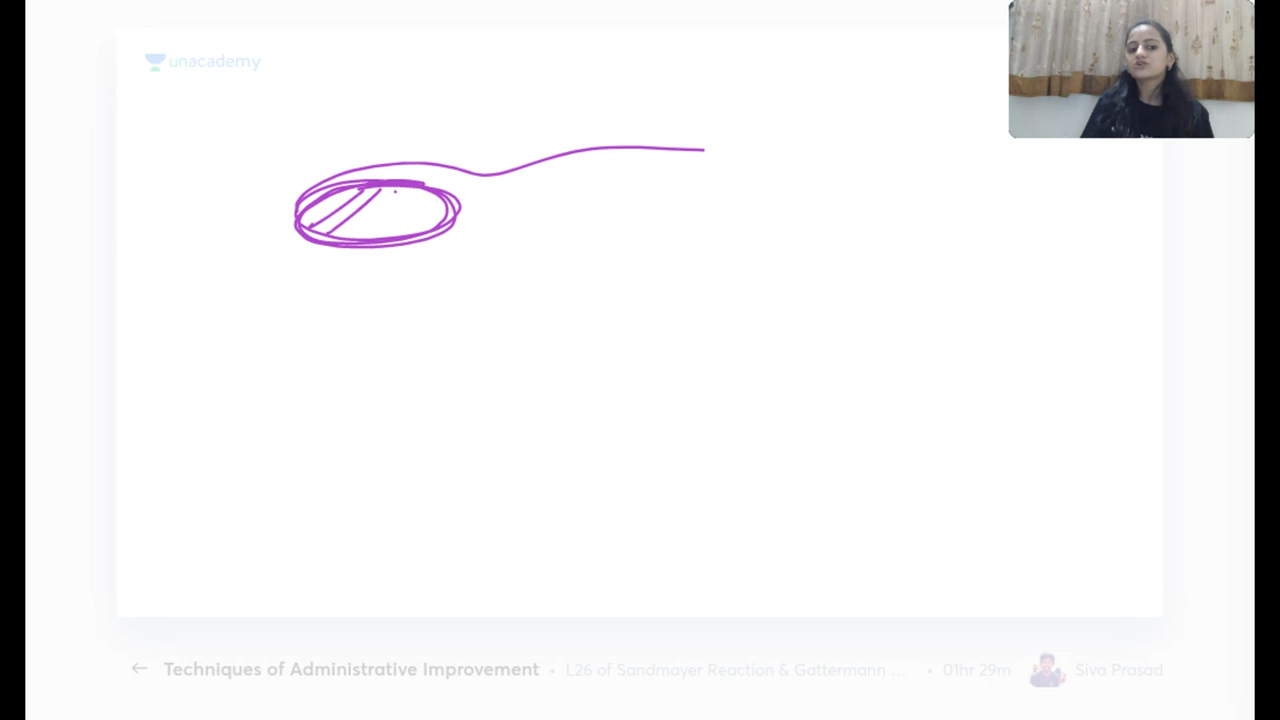 unacademy
← Techniques of Administrative Improvement • L26 of Sandmayer Reaction & Gattermann ... • 01hr 29m Siva Prasad